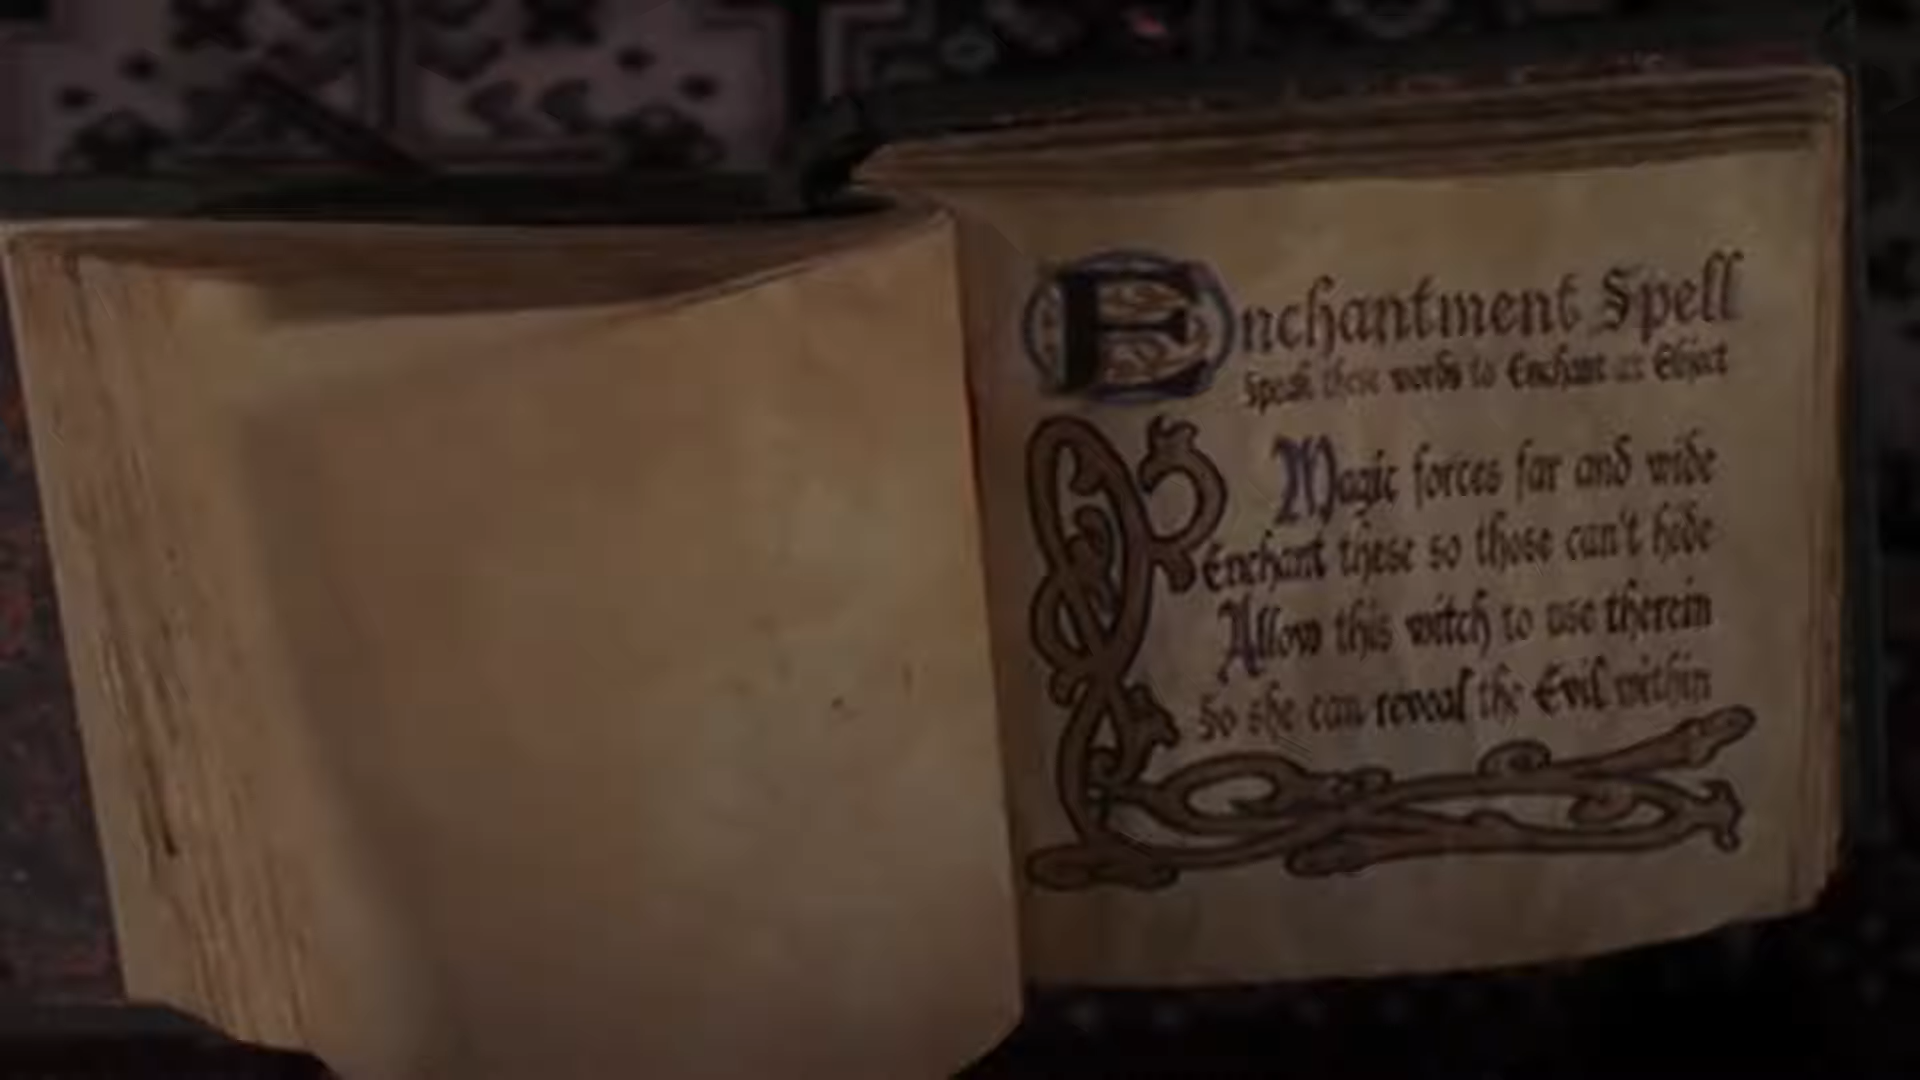 Enchantment Spell
Speak these words to Enchant an Object
Magic forces far and wide
Enchant these so those can't hide
Allow this witch to use therein
So she can reveal the Evil within